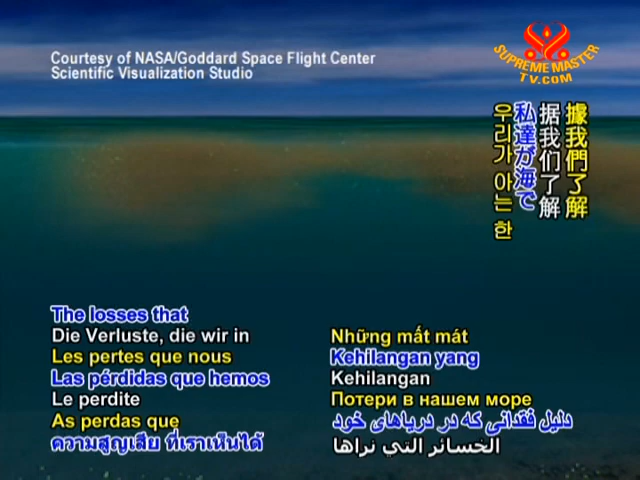 Courtesy of NASA/Goddard Space Flight Center
Scientific Visualization Studio
SUPREME MASTER
TV.COM
據我們了解
据我们了解
私達が海で
우리가 아는 한
The losses that
Die Verluste, die wir in
Les pertes que nous
Las pérdidas que hemos
Le perdite
As perdas que
ความสูญเสีย ที่เราเห็นได้
Những mất mát
Kehilangan yang
Kehilangan
Потери в нашем море
دلیل فقدانی که در دریاهای خود
الخسائر التي نراها